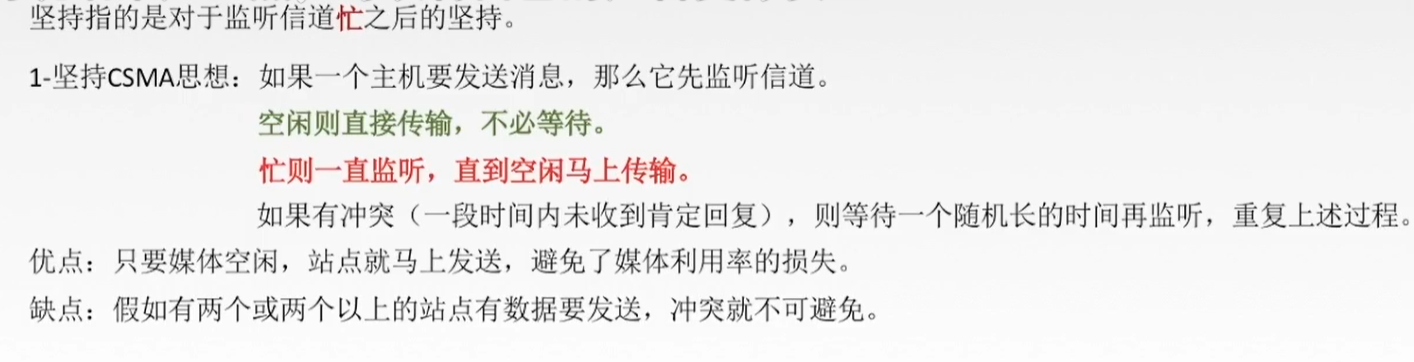 坚持指的是对于监听信道忙之后的坚持。
1-坚持CSMA思想：如果一个主机要发送消息，那么它先监听信道。
空闲则直接传输，不必等待。
忙则一直监听，直到空闲马上传输。
如果有冲突（一段时间内未收到肯定回复），则等待一个随机长的时间再监听，重复上述过程。
优点：只要媒体空闲，站点就马上发送，避免了媒体利用率的损失。
缺点：假如有两个或两个以上的站点有数据要发送，冲突就不可避免。